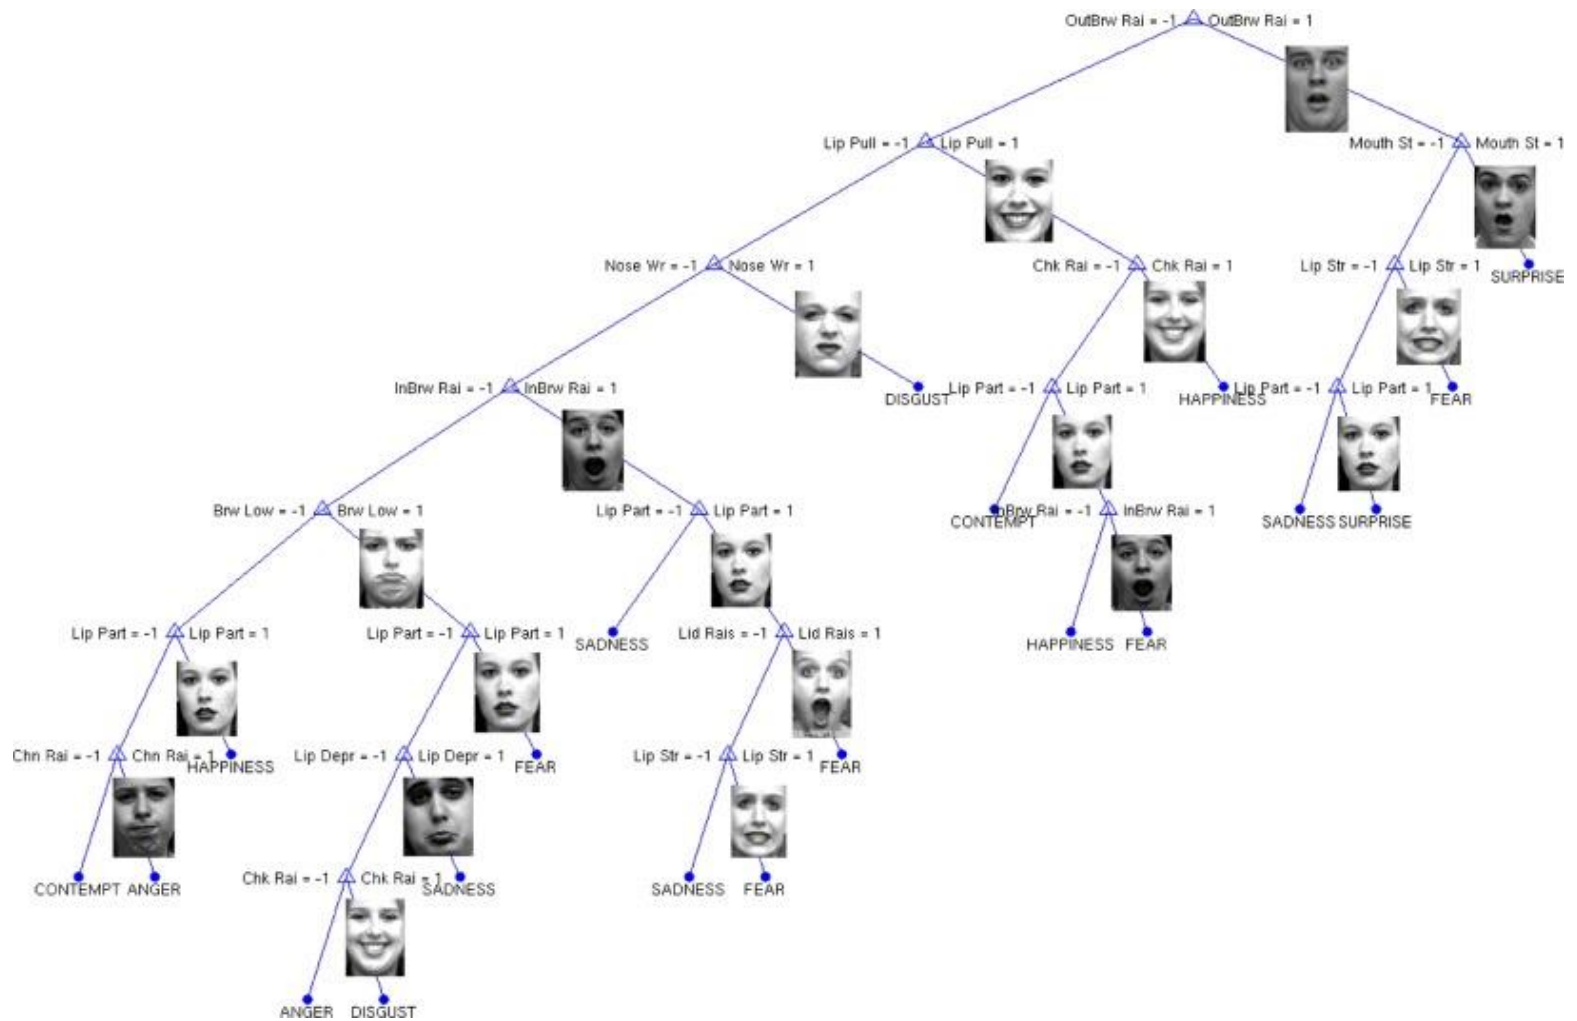 OutBrw Rai = -1 OutBrw Rai = 1
Lip Pull = -1 Lip Pull = 1 Mouth St = -1 Mouth St = 1
Nose Wr = -1 Nose Wr = 1 Chk Rai = -1 Chk Rai = 1 Lip Str = -1 Lip Str = 1
SURPRISE
InBrw Rai = -1 InBrw Rai = 1 Lip Part = -1 Lip Part = 1 Lip Part = -1 Lip Part = 1
DISGUST HAPPINESS FEAR
Brw Low = -1 Brw Low = 1 Lip Part = -1 Lip Part = 1 InBrw Rai = -1 InBrw Rai = 1
CONTEMPT SADNESS SURPRISE
Lip Part = -1 Lip Part = 1 Lip Part = -1 Lip Part = 1 Lid Rais = -1 Lid Rais = 1
SADNESS HAPPINESS FEAR
Chn Rai = -1 Chn Rai = 1 Lip Depr = -1 Lip Depr = 1 Lip Str = -1 Lip Str = 1
HAPPINESS FEAR FEAR
Chk Rai = -1 Chk Rai = 1
CONTEMPT ANGER SADNESS SADNESS FEAR
ANGER DISGUST